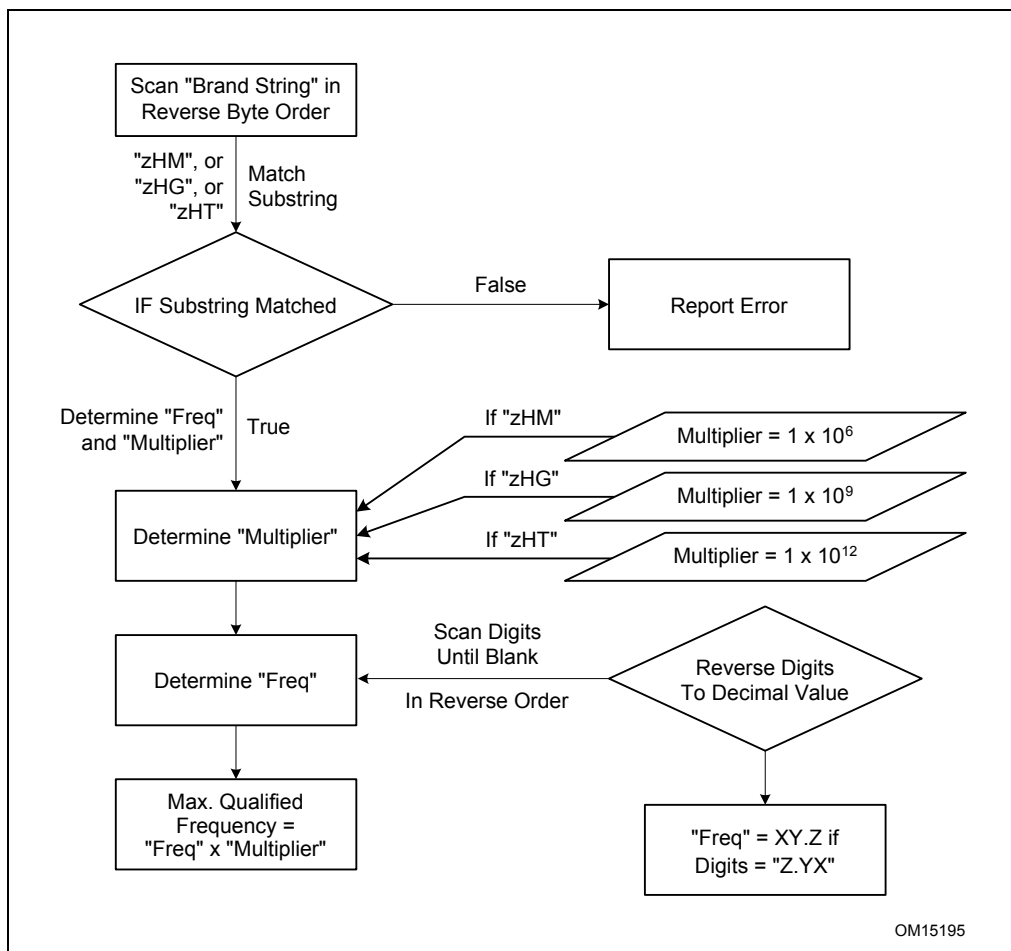 Scan "Brand String" in
Reverse Byte Order
"zHM", or
"zHG", or
"zHT"
Match
Substring
IF Substring Matched
False
Report Error
Determine "Freq"
and "Multiplier"
True
If "zHM"
Multiplier = 1 x 10⁶
If "zHG"
Multiplier = 1 x 10⁹
Determine "Multiplier"
If "zHT"
Multiplier = 1 x 10¹²
Scan Digits
Until Blank
In Reverse Order
Reverse Digits
To Decimal Value
Determine "Freq"
Max. Qualified
Frequency =
"Freq" x "Multiplier"
"Freq" = XY.Z if
Digits = "Z.YX"
OM15195